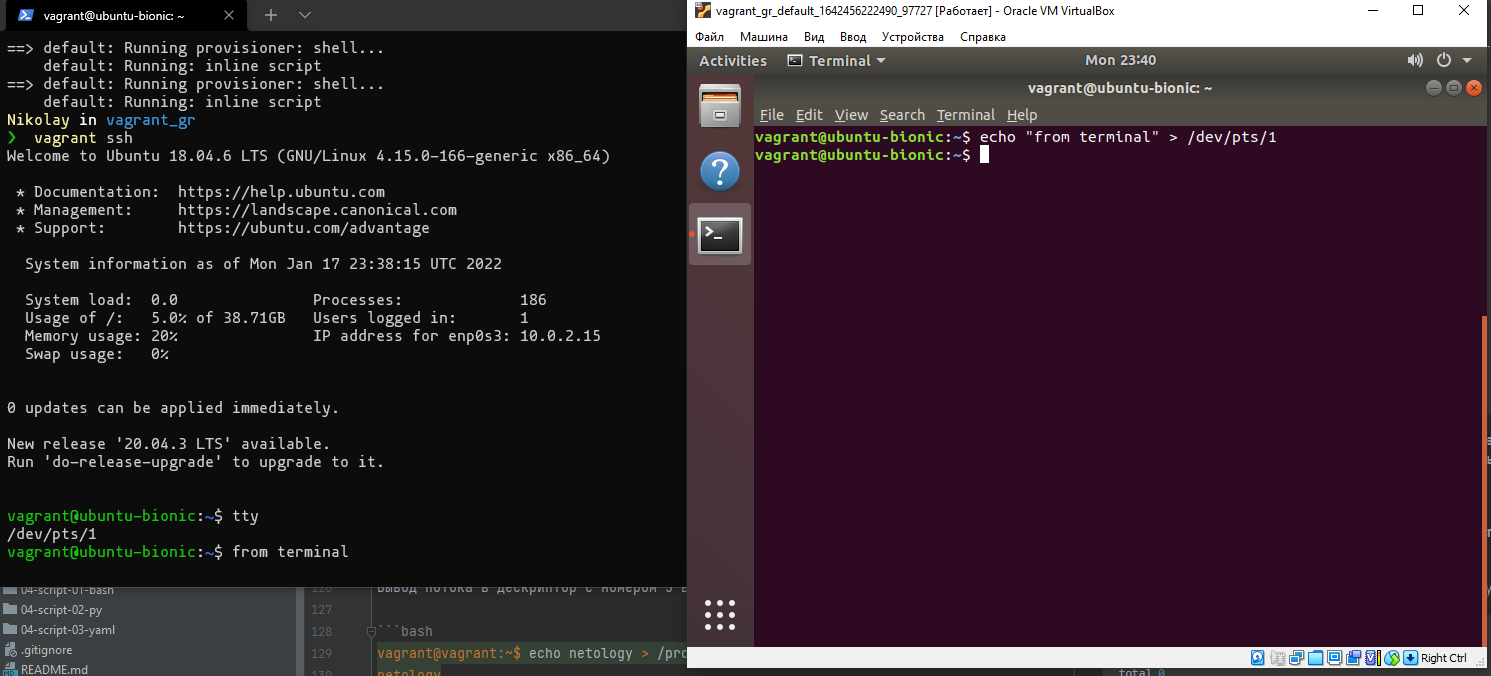 vagrant@ubuntu-bionic: ~
==> default: Running provisioner: shell...
default: Running: inline script
==> default: Running provisioner: shell...
default: Running: inline script
Nikolay in vagrant_gr
❯ vagrant ssh
Welcome to Ubuntu 18.04.6 LTS (GNU/Linux 4.15.0-166-generic x86_64)
* Documentation: https://help.ubuntu.com
* Management: https://landscape.canonical.com
* Support: https://ubuntu.com/advantage
System information as of Mon Jan 17 23:38:15 UTC 2022
System load: 0.0 Processes: 186
Usage of /: 5.0% of 38.71GB Users logged in: 1
Memory usage: 20% IP address for enp0s3: 10.0.2.15
Swap usage: 0%
0 updates can be applied immediately.
New release '20.04.3 LTS' available.
Run 'do-release-upgrade' to upgrade to it.
vagrant@ubuntu-bionic:~$ tty
/dev/pts/1
vagrant@ubuntu-bionic:~$ from terminal
04-script-01-bash
04-script-02-py
04-script-03-yaml
.gitignore
README.md
126 Вывод потока в дескриптор с номером 5
127
128 ```bash
129 vagrant@vagrant:~$ echo netology > /pro
130 netology
vagrant_gr_default_1642456222490_97727 [Работает] - Oracle VM VirtualBox
Файл Машина Вид Ввод Устройства Справка
Activities Terminal Mon 23:40
vagrant@ubuntu-bionic: ~
File Edit View Search Terminal Help
vagrant@ubuntu-bionic:~$ echo "from terminal" > /dev/pts/1
vagrant@ubuntu-bionic:~$
Right Ctrl
total 0